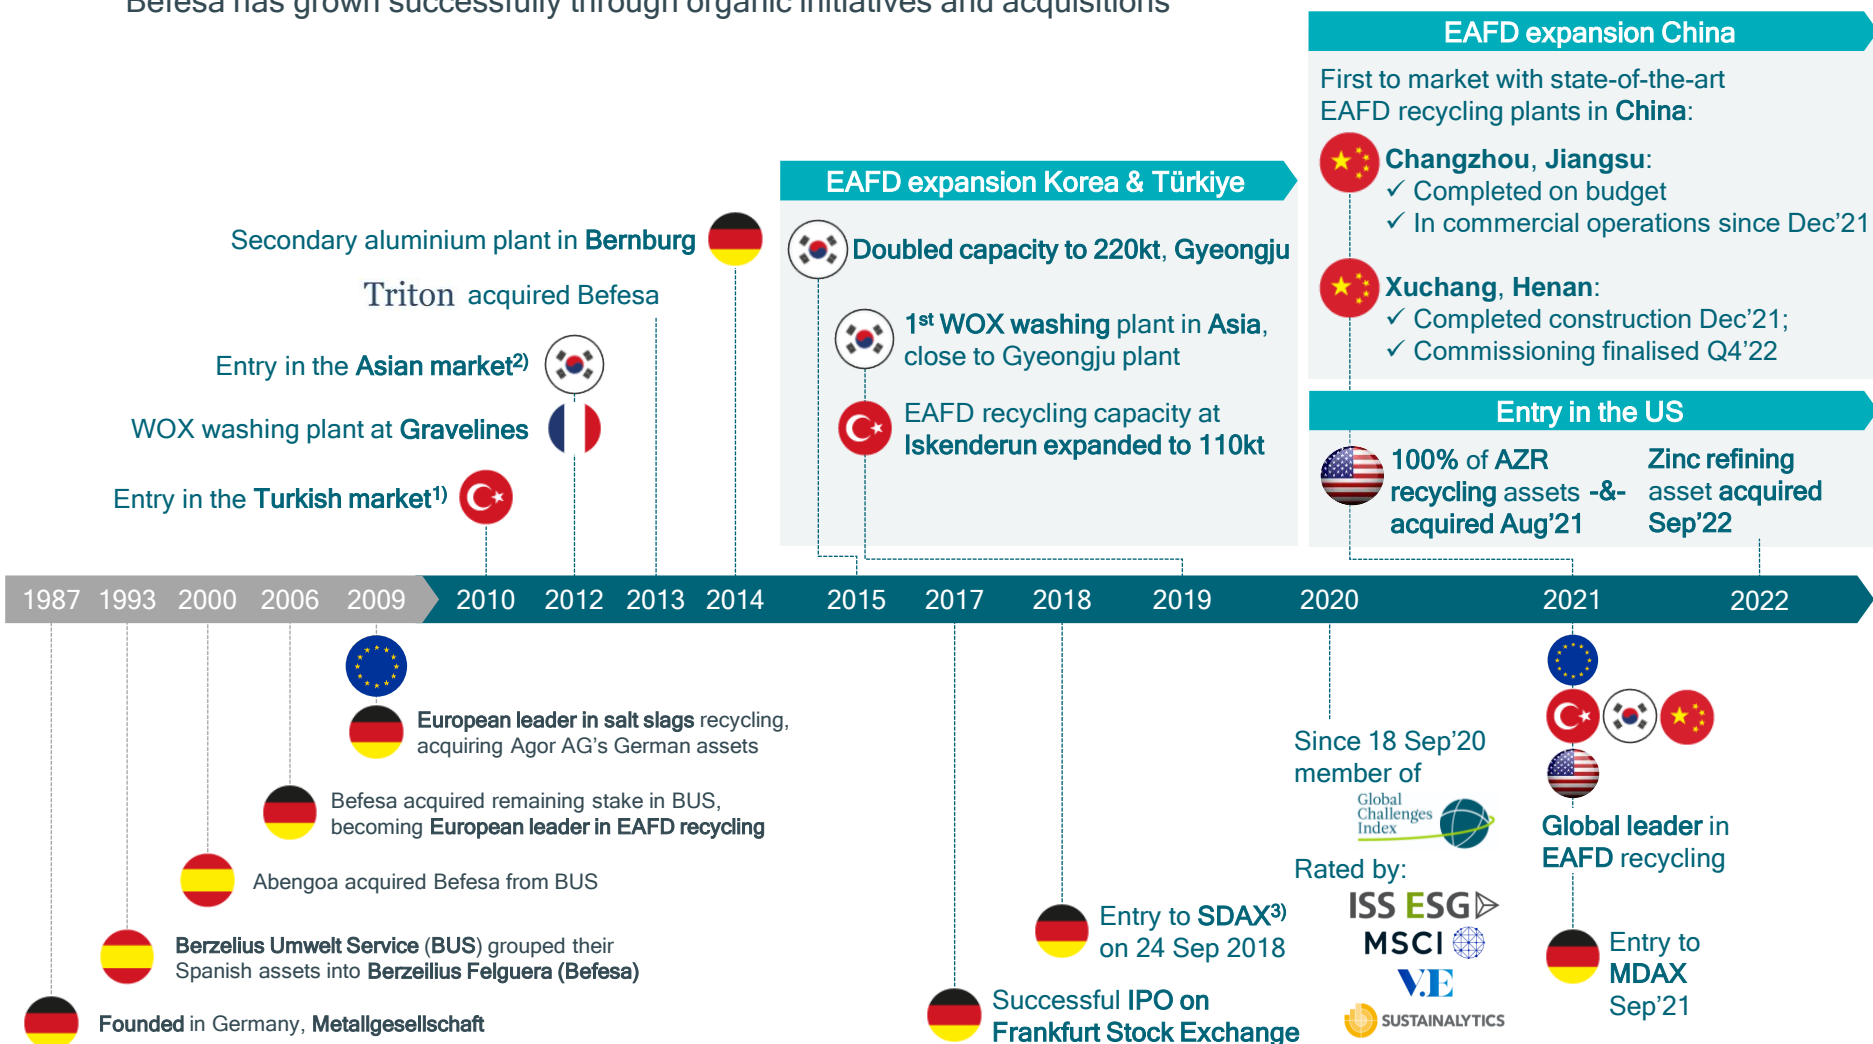 Befesa has grown successfully through organic initiatives and acquisitions
EAFD expansion China
First to market with state-of-the-art
EAFD recycling plants in China:
Changzhou, Jiangsu:
✓ Completed on budget
✓ In commercial operations since Dec'21
Xuchang, Henan:
✓ Completed construction Dec'21;
✓ Commissioning finalised Q4'22
EAFD expansion Korea & Türkiye
Doubled capacity to 220kt, Gyeongju
1st WOX washing plant in Asia,
close to Gyeongju plant
EAFD recycling capacity at
Iskenderun expanded to 110kt
Secondary aluminium plant in Bernburg
Triton acquired Befesa
Entry in the Asian market2)
WOX washing plant at Gravelines
Entry in the Turkish market1)
Entry in the US
100% of AZR
recycling assets -&-
acquired Aug'21
Zinc refining
asset acquired
Sep'22
1987 1993 2000 2006 2009 2010 2012 2013 2014 2015 2017 2018 2019 2020 2021 2022
European leader in salt slags recycling,
acquiring Agor AG's German assets
Befesa acquired remaining stake in BUS,
becoming European leader in EAFD recycling
Abengoa acquired Befesa from BUS
Berzelius Umwelt Service (BUS) grouped their
Spanish assets into Berzeilius Felguera (Befesa)
Founded in Germany, Metallgesellschaft
Successful IPO on
Frankfurt Stock Exchange
Entry to SDAX3)
on 24 Sep 2018
Since 18 Sep'20
member of
Global
Challenges
Index
Rated by:
ISS ESG
MSCI
V.E
SUSTAINALYTICS
Global leader in
EAFD recycling
Entry to
MDAX
Sep'21